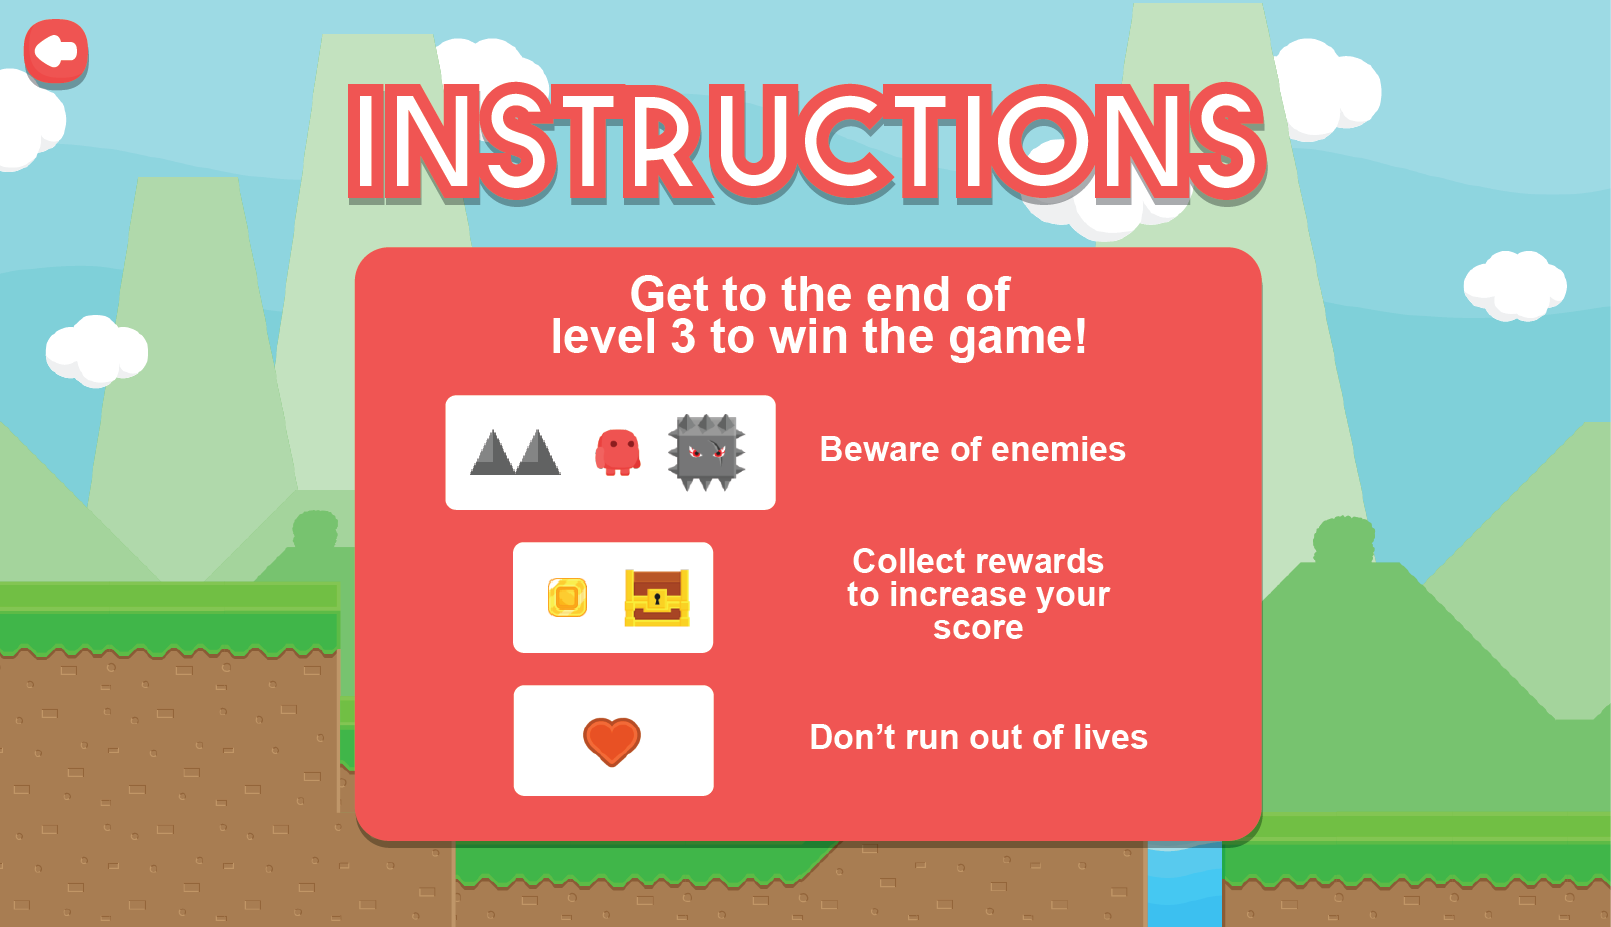 INSTRUCTIONS
Get to the end of
level 3 to win the game!
Beware of enemies
Collect rewards
to increase your
score
Don’t run out of lives